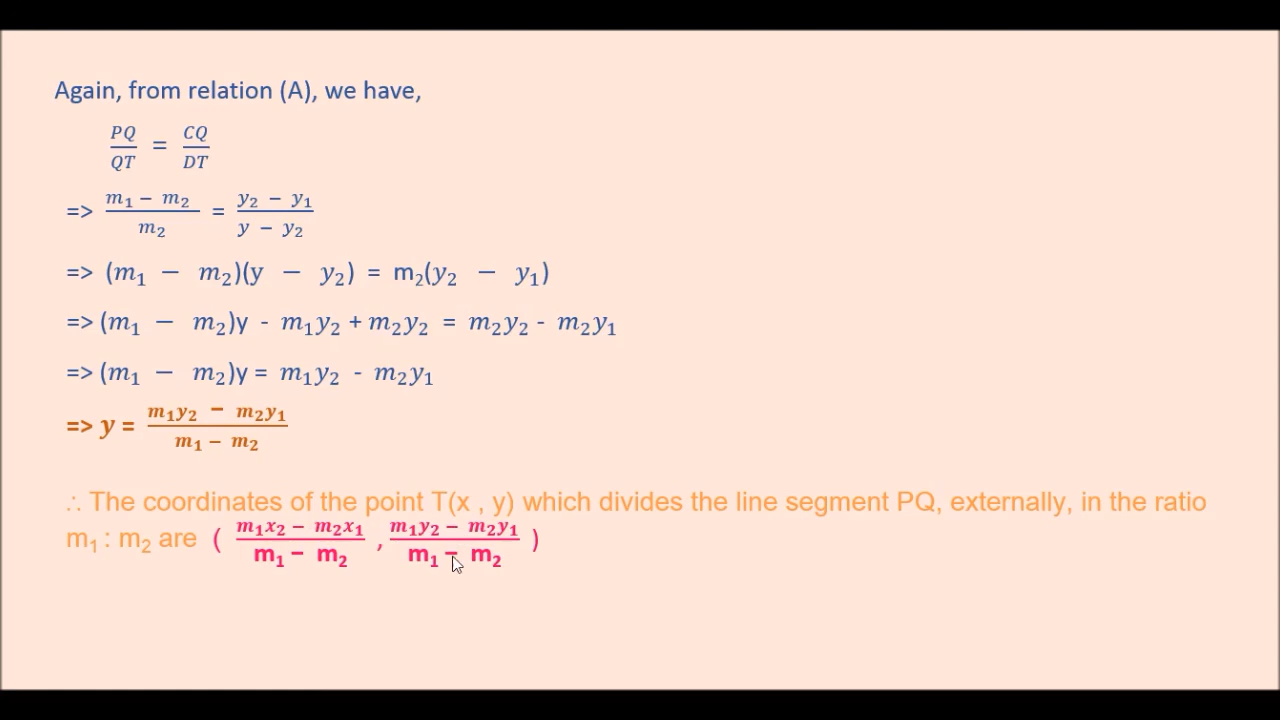 Again, from relation (A), we have,
PQ/QT = CQ/DT
=> (m₁ − m₂)/m₂ = (y₂ − y₁)/(y − y₂)
=> (m₁ − m₂)(y − y₂) = m₂(y₂ − y₁)
=> (m₁ − m₂)y - m₁y₂ + m₂y₂ = m₂y₂ - m₂y₁
=> (m₁ − m₂)y = m₁y₂ - m₂y₁
=> y = (m₁y₂ − m₂y₁)/(m₁ − m₂)
∴ The coordinates of the point T(x , y) which divides the line segment PQ, externally, in the ratio
m₁ : m₂ are ( (m₁x₂ − m₂x₁)/(m₁ − m₂) , (m₁y₂ − m₂y₁)/(m₁ − m₂) )